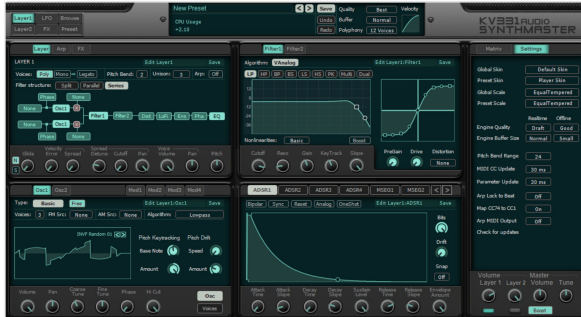 Layer1 LFO Browse
Layer2 FX Preset
New Preset
CPU Usage
+2.10
< > Save
Undo
Redo
Quality Best
Buffer Normal
Polyphony 12 Voices
Velocity
KV331 AUDIO
SYNTHMASTER
Layer Arp FX
LAYER 1 Edit Layer1 Save
Voices: Poly Mono Legato Pitch Bend: 2 Unison: 3 Arp: Off
Filter structure: Split Parallel Series
Phase None
None Osc1
Filter1 Filter2 Dst LoFi Ens Pha EQ
None Osc2
Phase None
N
S
Glide Velocity Error Spread Spread Detune Cutoff Pan Voice Volume Pan Pitch
Filter1 Filter2
Algorithm: VAnalog Edit Layer1:Filter1 Save
LP HP BP BS LS HS PK Multi Dual
Nonlinearities: Basic Boost
Cutoff Reso Gain KeyTrack Slope
PreGain Drive Distortion
None
Matrix Settings
Global Skin Default Skin
Preset Skin Player Skin
Global Scale EqualTempered
Preset Scale EqualTempered
Realtime Offline
Engine Quality Draft Good
Engine Buffer Size Normal Small
Pitch Bend Range 24
MIDI CC Update 30 ms
Parameter Update 20 ms
Arp Lock to Beat Off
Map CC74 to CC1 On
Arp MIDI Output Off
Check for updates
Osc1 Osc2 Mod1 Mod2 Mod3 Mod4
Type: Basic Free Edit Layer1:Osc1 Save
Voices: 3 FM Src: None AM Src: None Algorithm: Lowpass
INVP Random 01 < >
Pitch Keytracking Pitch Drift
Base Note Speed
Amount Amount
Volume Pan Coarse Tune Fine Tune Phase Hi Cut
Osc
Voices
ADSR1 ADSR2 ADSR3 ADSR4 MSEG1 MSEG2 < >
Bipolar Sync Reset Analog OneShot Edit Layer1:ADSR1 Save
Bits
Drift
Snap
Off
Attack Time Attack Slope Decay Time Decay Slope Sustain Level Release Time Release Slope Envelope Amount
Volume Layer 1 Layer 2 Master Volume Tune
Boost